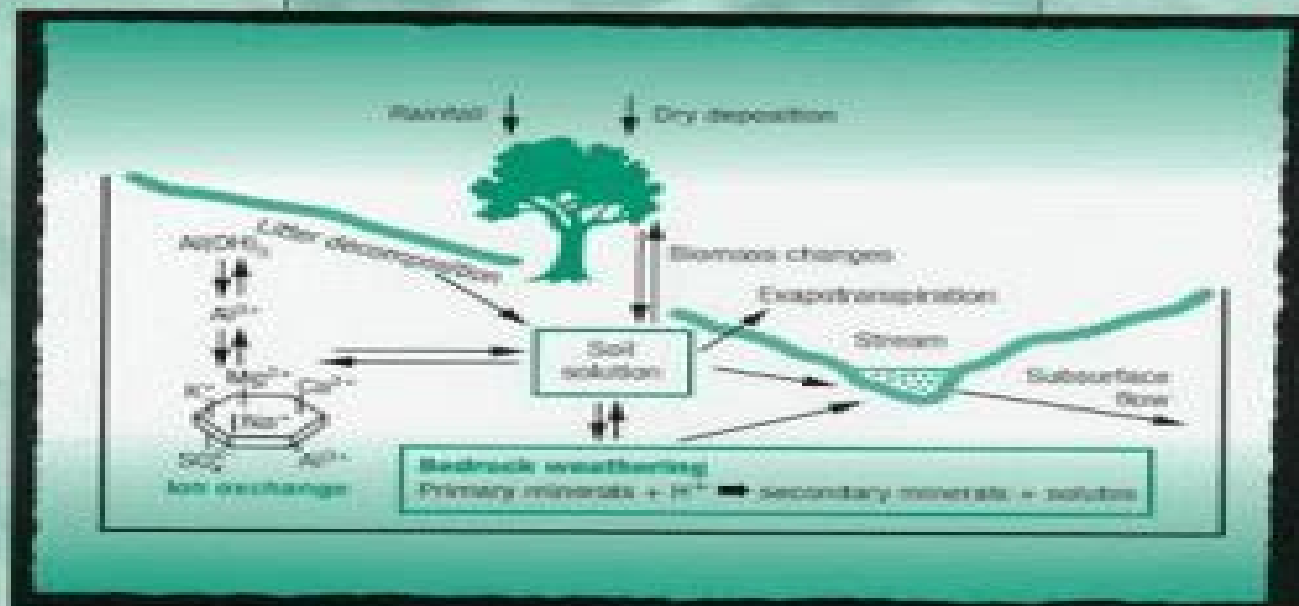 Rainfall
Dry deposition
Litter decomposition
Al(OH)₃
Al³⁺
Biomass changes
Evapotranspiration
Soil
solution
Stream
Subsurface
flow
K⁺
Mg²⁺
Ca²⁺
Na⁺
Al³⁺
Ion exchange
Bedrock weathering
Primary minerals + H⁺ ➡ secondary minerals + solutes